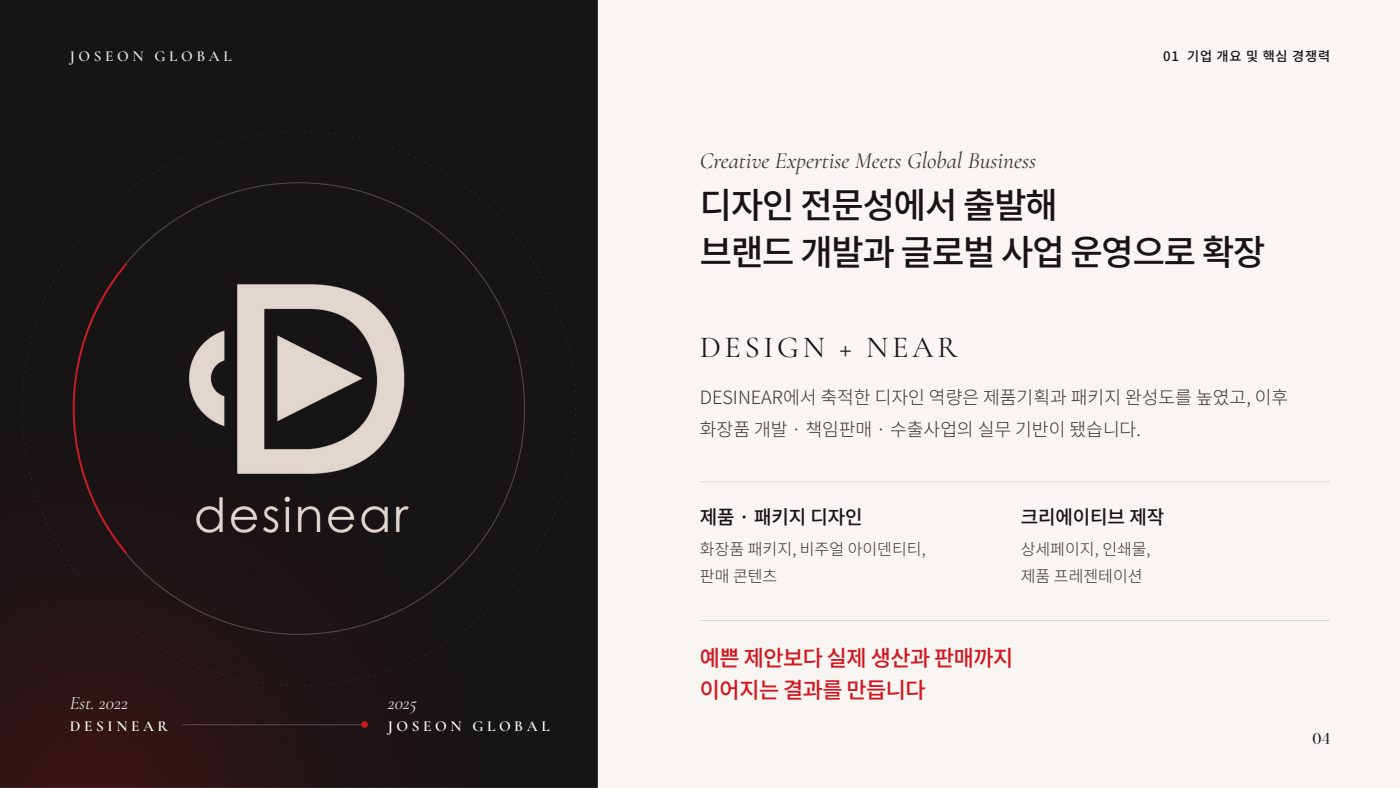 JOSEON GLOBAL
desinear
Est. 2022
DESINEAR
2025
JOSEON GLOBAL
01 기업 개요 및 핵심 경쟁력
Creative Expertise Meets Global Business
디자인 전문성에서 출발해
브랜드 개발과 글로벌 사업 운영으로 확장
DESIGN + NEAR
DESINEAR에서 축적한 디자인 역량은 제품기획과 패키지 완성도를 높였고, 이후
화장품 개발 · 책임판매 · 수출사업의 실무 기반이 됐습니다.
제품 · 패키지 디자인
화장품 패키지, 비주얼 아이덴티티,
판매 콘텐츠
크리에이티브 제작
상세페이지, 인쇄물,
제품 프레젠테이션
예쁜 제안보다 실제 생산과 판매까지
이어지는 결과를 만듭니다
04